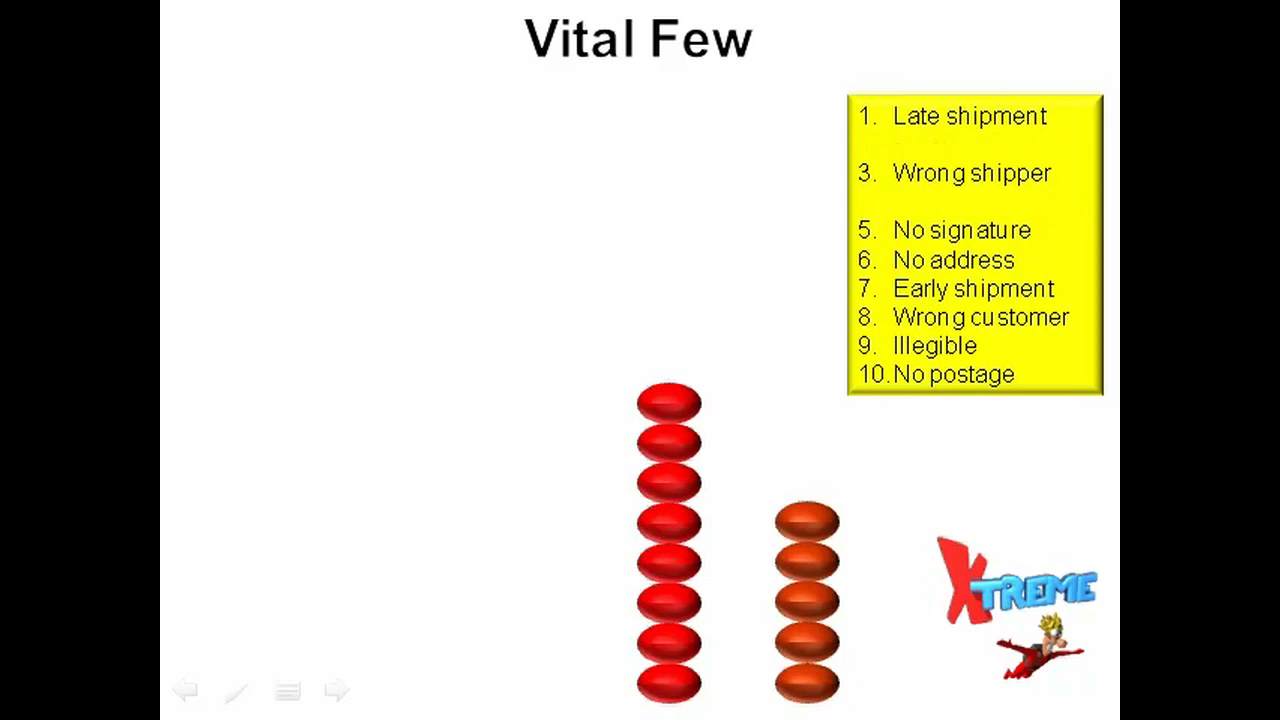 Vital Few
1. Late shipment
3. Wrong shipper
5. No signature
6. No address
7. Early shipment
8. Wrong customer
9. Illegible
10. No postage
XTREME